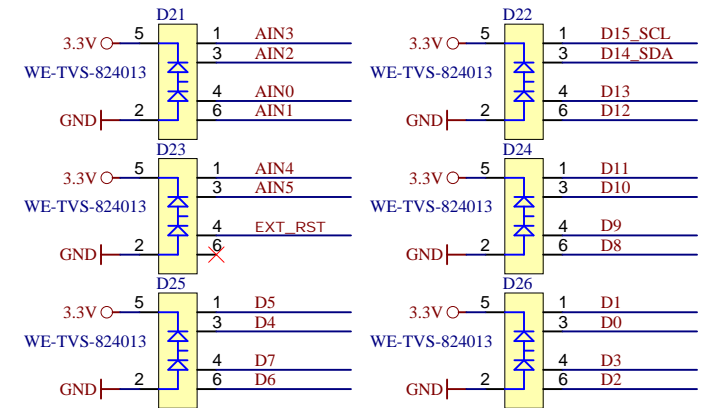 D21
5 1 AIN3
3.3V 3 AIN2
WE-TVS-824013
4 AIN0
GND 2 6 AIN1
D22
5 1 D15_SCL
3.3V 3 D14_SDA
WE-TVS-824013
4 D13
GND 2 6 D12
D23
3.3V 5 1 AIN4
3 AIN5
WE-TVS-824013
4 EXT_RST
GND 2 6
D24
3.3V 5 1 D11
3 D10
WE-TVS-824013
4 D9
GND 2 6 D8
D25
3.3V 5 1 D5
3 D4
WE-TVS-824013
4 D7
GND 2 6 D6
D26
3.3V 5 1 D1
3 D0
WE-TVS-824013
4 D3
GND 2 6 D2